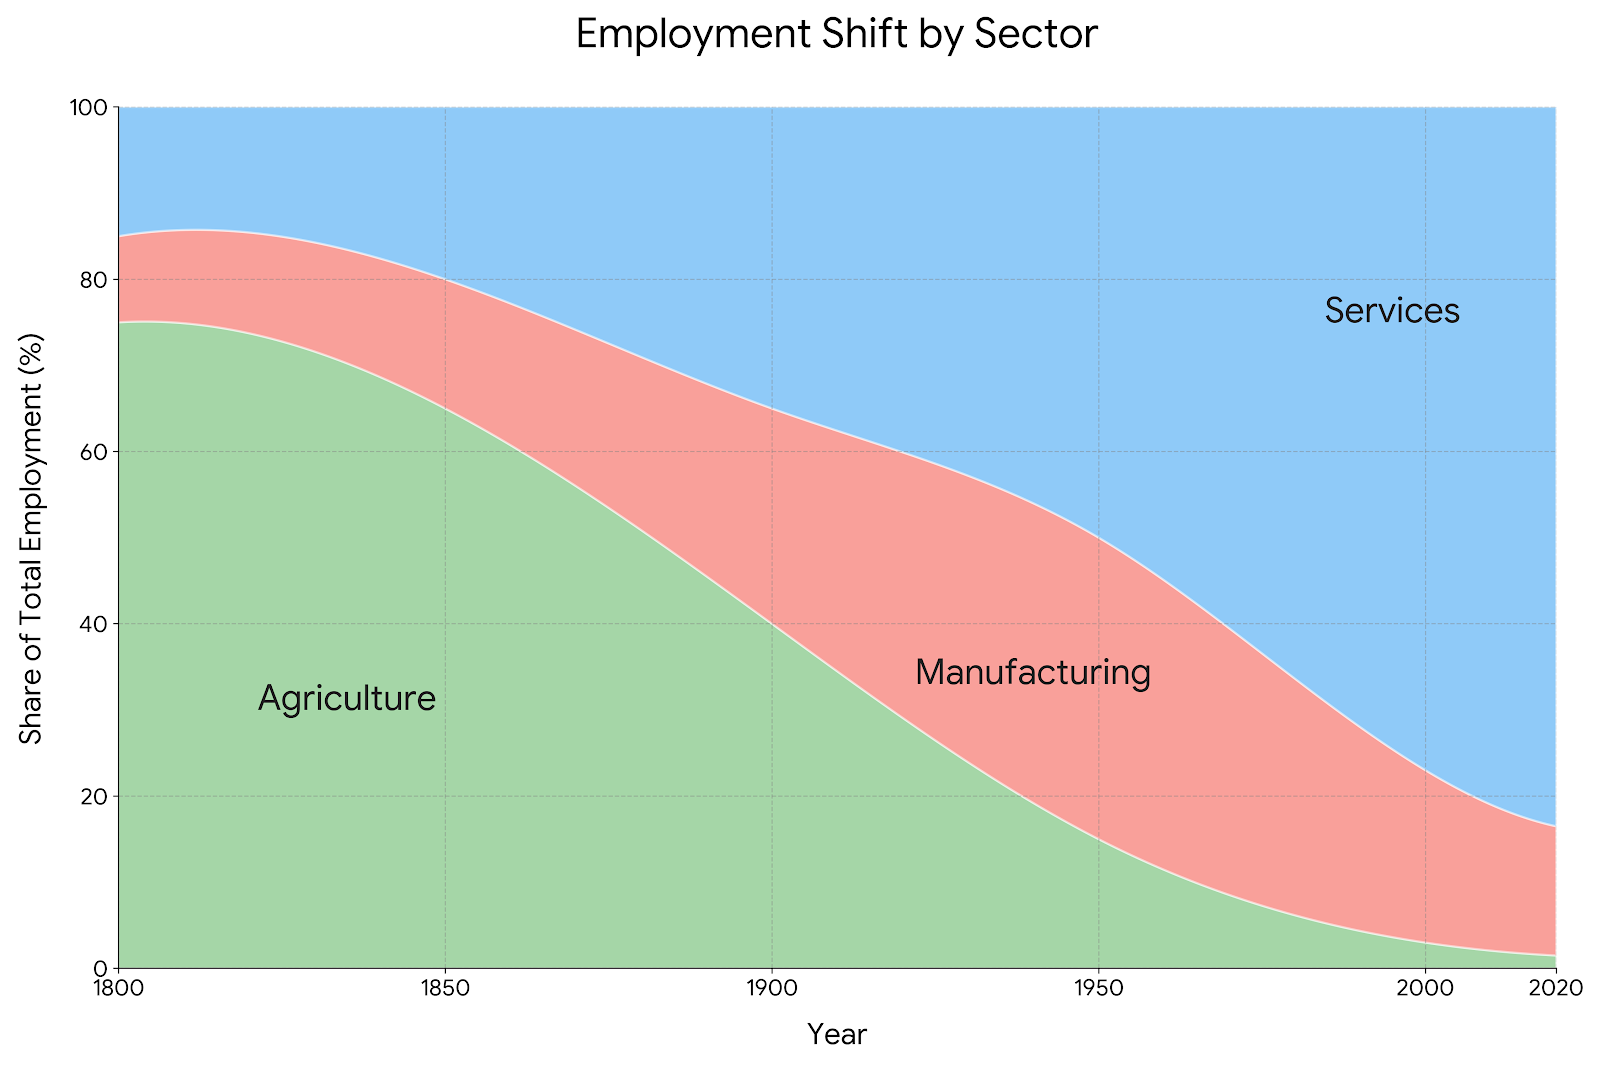 Employment Shift by Sector
100
80
60
40
20
0
Share of Total Employment (%)
Services
Manufacturing
Agriculture
1800 1850 1900 1950 2000 2020
Year